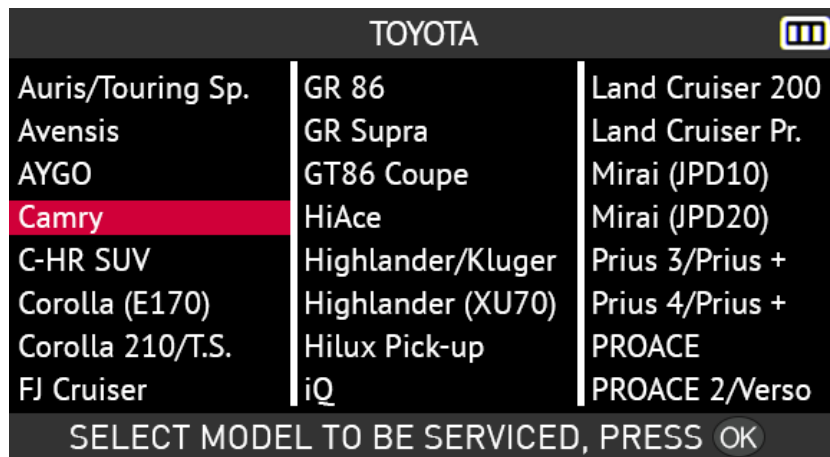 TOYOTA
Auris/Touring Sp.
Avensis
AYGO
Camry
C-HR SUV
Corolla (E170)
Corolla 210/T.S.
FJ Cruiser
GR 86
GR Supra
GT86 Coupe
HiAce
Highlander/Kluger
Highlander (XU70)
Hilux Pick-up
iQ
Land Cruiser 200
Land Cruiser Pr.
Mirai (JPD10)
Mirai (JPD20)
Prius 3/Prius +
Prius 4/Prius +
PROACE
PROACE 2/Verso
SELECT MODEL TO BE SERVICED, PRESS OK